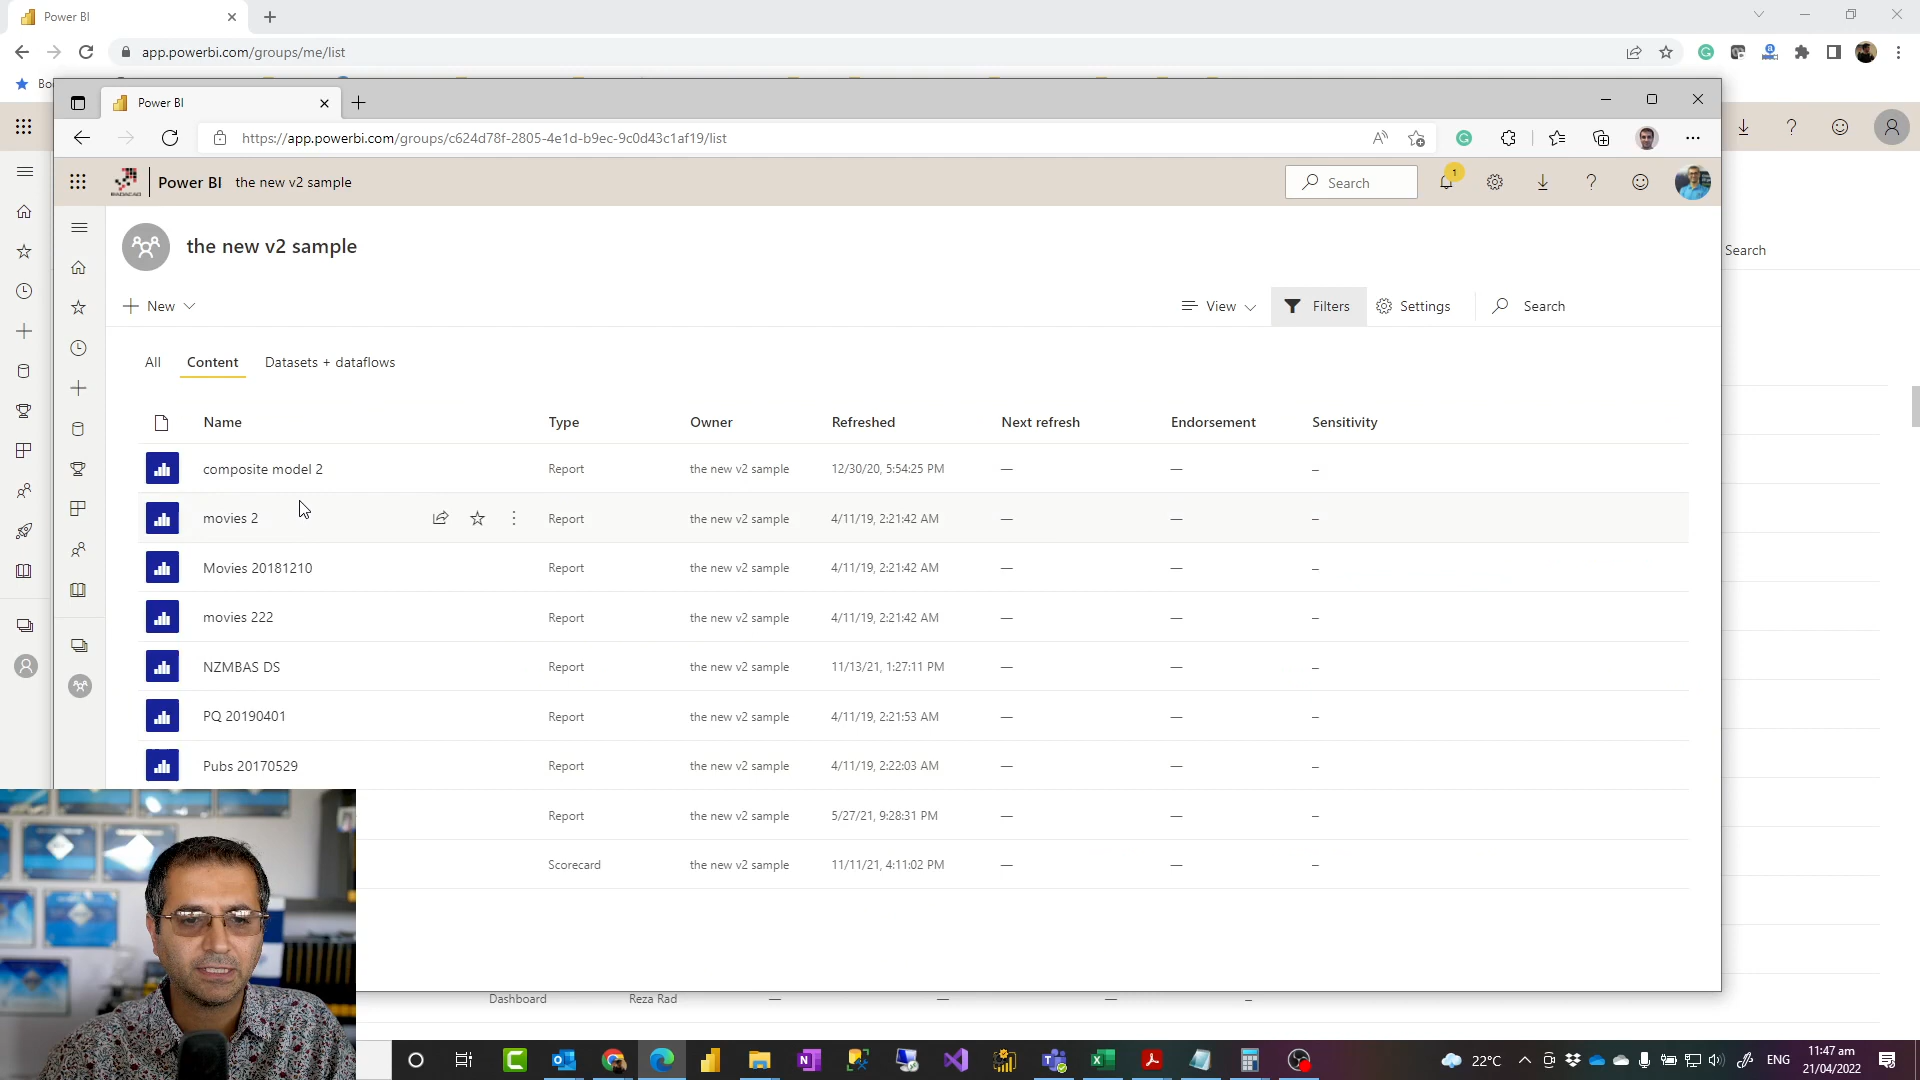 Power BI
app.powerbi.com/groups/me/list
Bo
Power BI
https://app.powerbi.com/groups/c624d78f-2805-4e1d-b9ec-9c0d43c1af19/list
RADACAD
Power BI the new v2 sample
Search
1
the new v2 sample
Search
New
View
Filters
Settings
Search
All Content Datasets + dataflows
Name Type Owner Refreshed Next refresh Endorsement Sensitivity
composite model 2 Report the new v2 sample 12/30/20, 5:54:25 PM — — –
movies 2 Report the new v2 sample 4/11/19, 2:21:42 AM — — –
Movies 20181210 Report the new v2 sample 4/11/19, 2:21:42 AM — — –
movies 222 Report the new v2 sample 4/11/19, 2:21:42 AM — — –
NZMBAS DS Report the new v2 sample 11/13/21, 1:27:11 PM — — –
PQ 20190401 Report the new v2 sample 4/11/19, 2:21:53 AM — — –
Pubs 20170529 Report the new v2 sample 4/11/19, 2:22:03 AM — — –
Report the new v2 sample 5/27/21, 9:28:31 PM — — –
Scorecard the new v2 sample 11/11/21, 4:11:02 PM — — –
Dashboard Reza Rad — — — –
22°C ENG 11:47 am
21/04/2022